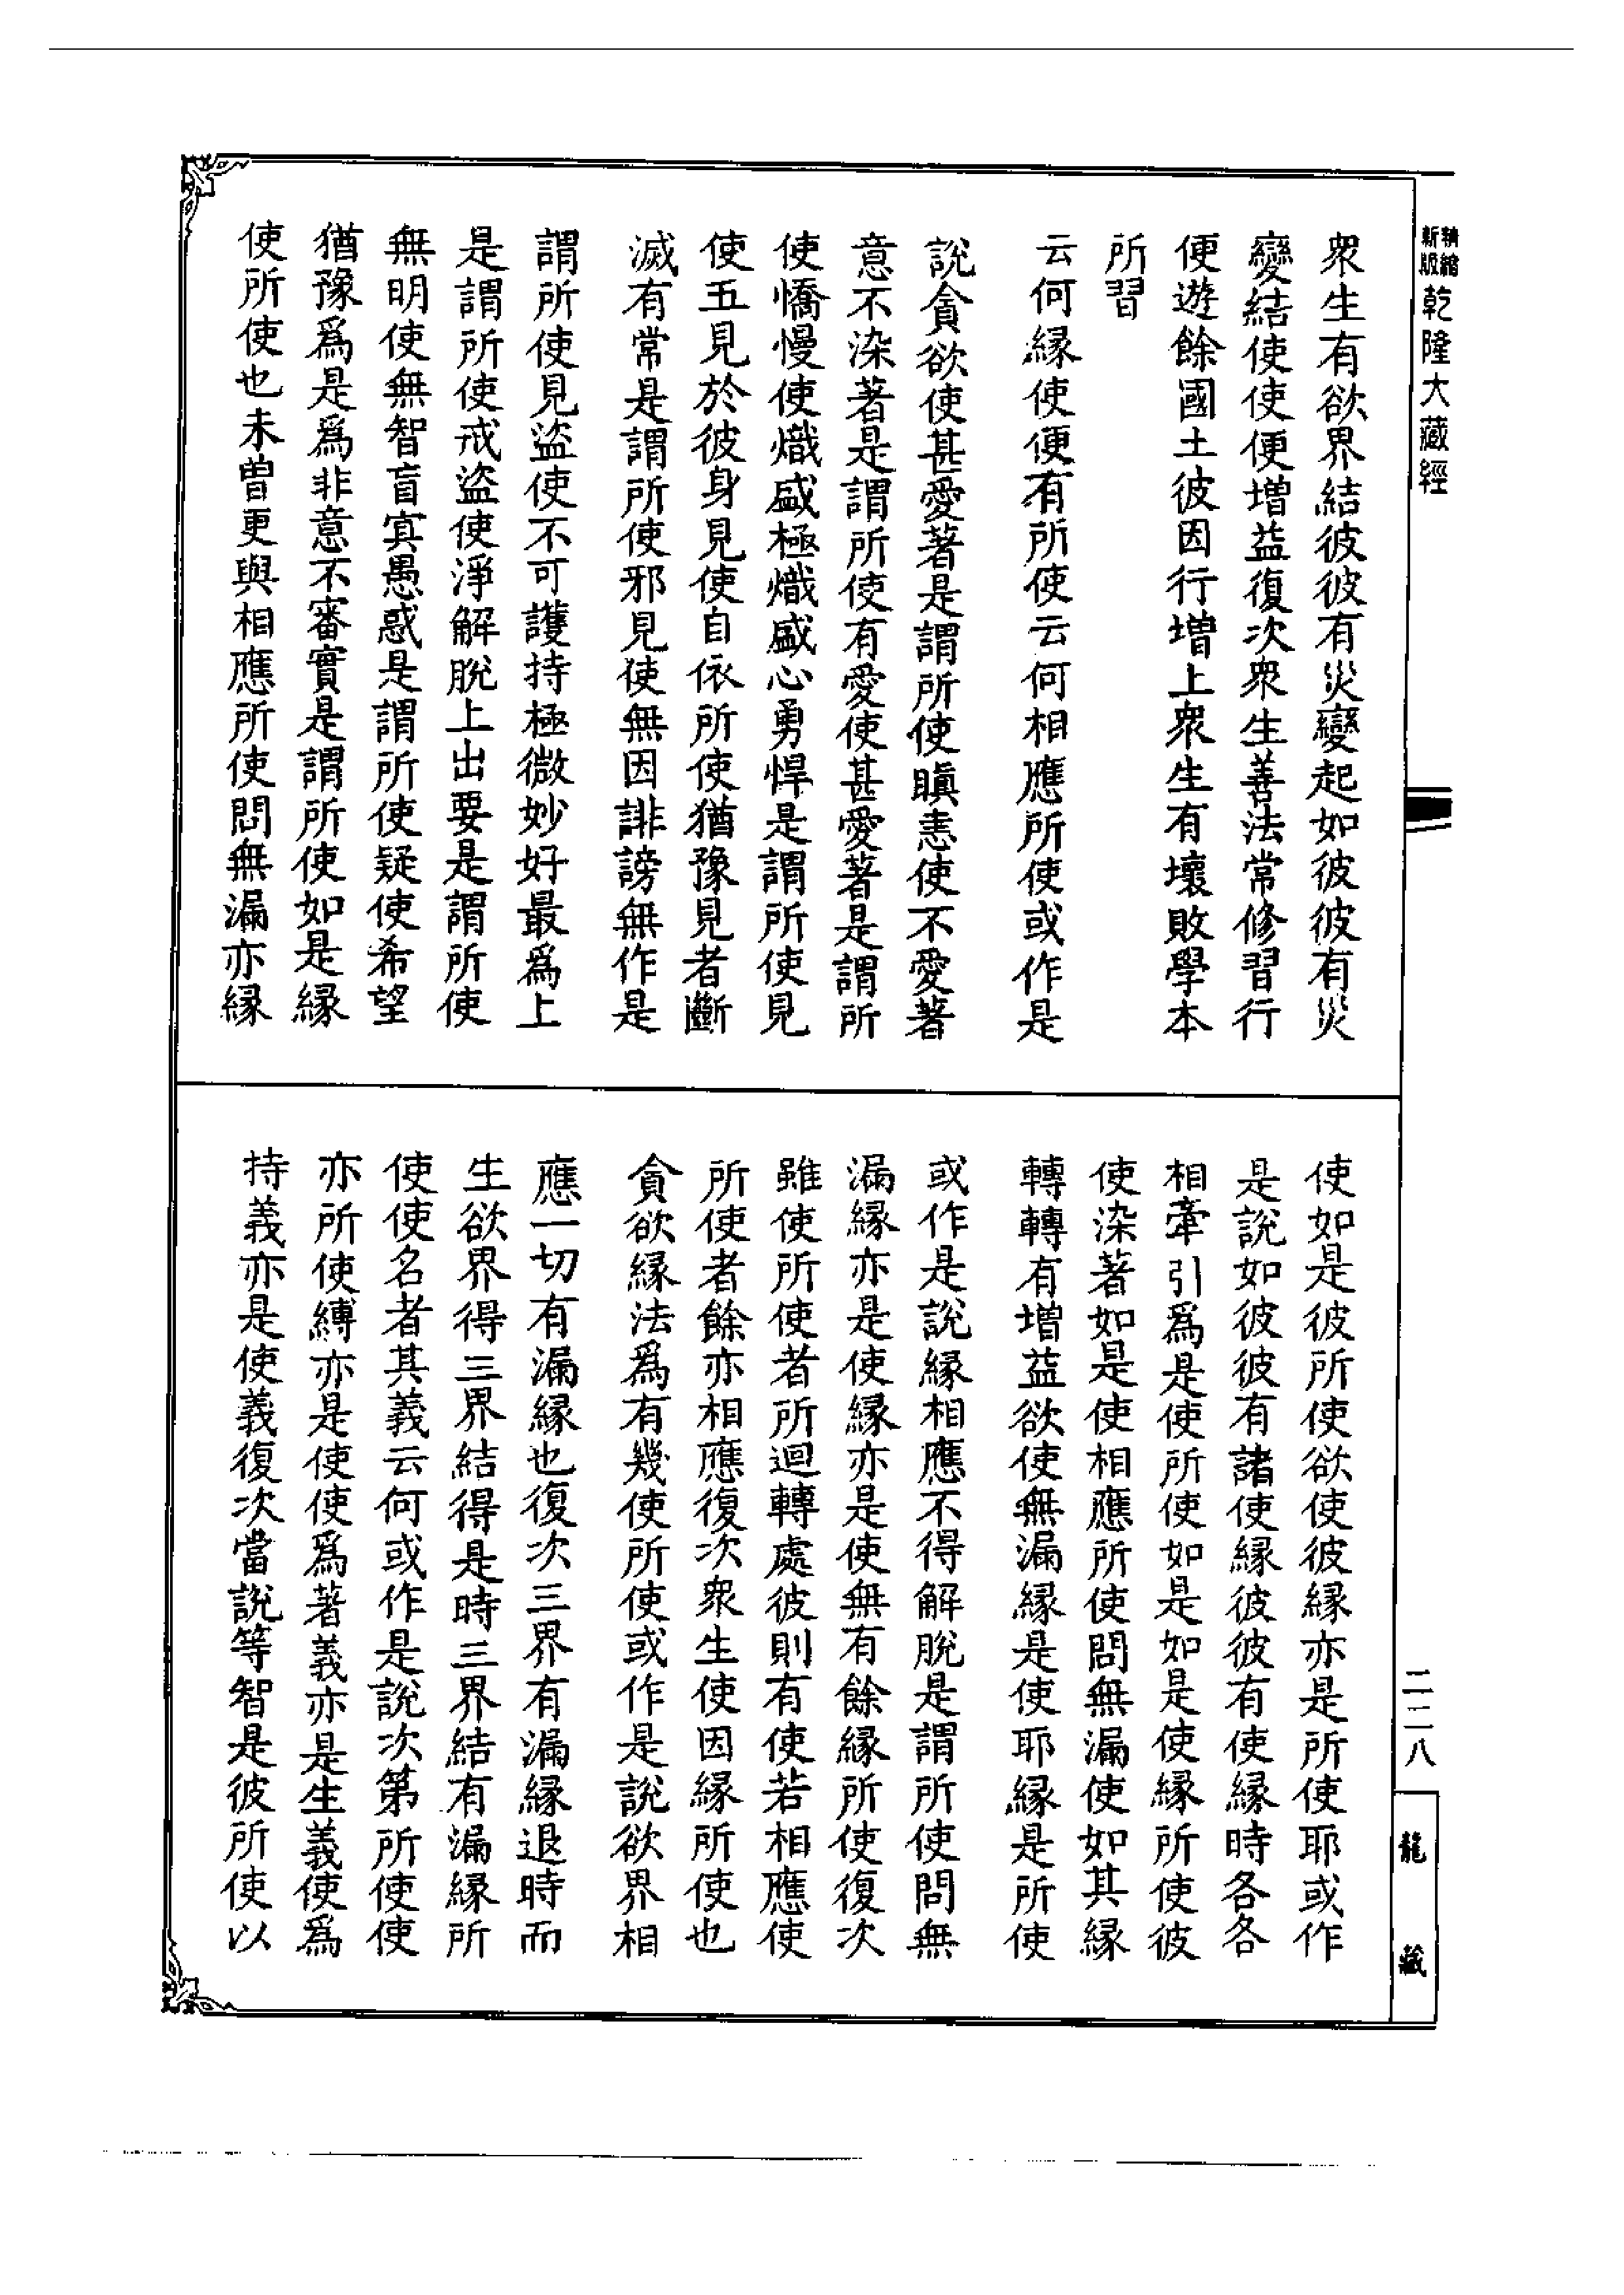 精縮
新版
乾隆大藏經
衆生有欲界結彼彼有災變起如彼彼有災
變結使使便增益復次衆生善法常修習行
便遊餘國土彼因行增上衆生有壞敗學本
所習
云何緣使便有所使云何相應所使或作是
說貪欲使甚愛著是謂所使瞋恚使不愛著
意不染著是謂所使有愛使甚愛著是謂所
使憍慢使熾盛極熾盛心勇悍是謂所使見
使五見於彼身見使自依所使猶豫見者斷
滅有常是謂所使邪見使無因誹謗無作是
謂所使見盜使不可護持極微妙好最爲上
是謂所使戒盜使淨解脫上出要是謂所使
無明使無智盲冥愚惑是謂所使疑使希望
猶豫爲是爲非意不審實是謂所使如是緣
使所使也未曾更與相應所使問無漏亦緣
使如是彼所使欲使彼緣亦是所使耶或作
是說如彼彼有諸使緣彼彼有使緣時各各
相牽引爲是使所使如是如是使緣所使彼
使染著如是使相應所使問無漏使如其緣
轉轉有增益欲使無漏緣是使耶緣是所使
或作是說緣相應不得解脫是謂所使問無
漏緣亦是使緣亦是使無有餘緣所使復次
雖使所使者所迴轉處彼則有使若相應使
所使者餘亦相應復次衆生使因緣所使也
貪欲緣法爲有幾使所使或作是說欲界相
應一切有漏緣也復次三界有漏緣退時而
生欲界得三界結得是時三界結有漏緣所
使使名者其義云何或作是說次第所使使
亦所使縛亦是使使爲著義亦是生義使爲
持義亦是使義復次當說等智是彼所使以
二二八
龍藏